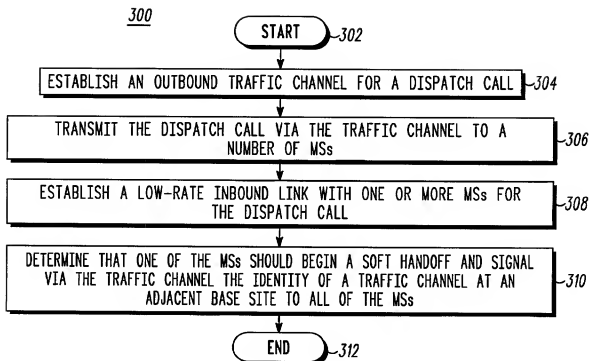 300
START
302
ESTABLISH AN OUTBOUND TRAFFIC CHANNEL FOR A DISPATCH CALL
304
TRANSMIT THE DISPATCH CALL VIA THE TRAFFIC CHANNEL TO A
NUMBER OF MSs
306
ESTABLISH A LOW-RATE INBOUND LINK WITH ONE OR MORE MSs FOR
THE DISPATCH CALL
308
DETERMINE THAT ONE OF THE MSs SHOULD BEGIN A SOFT HANDOFF AND SIGNAL
VIA THE TRAFFIC CHANNEL THE IDENTITY OF A TRAFFIC CHANNEL AT AN
ADJACENT BASE SITE TO ALL OF THE MSs
310
END
312